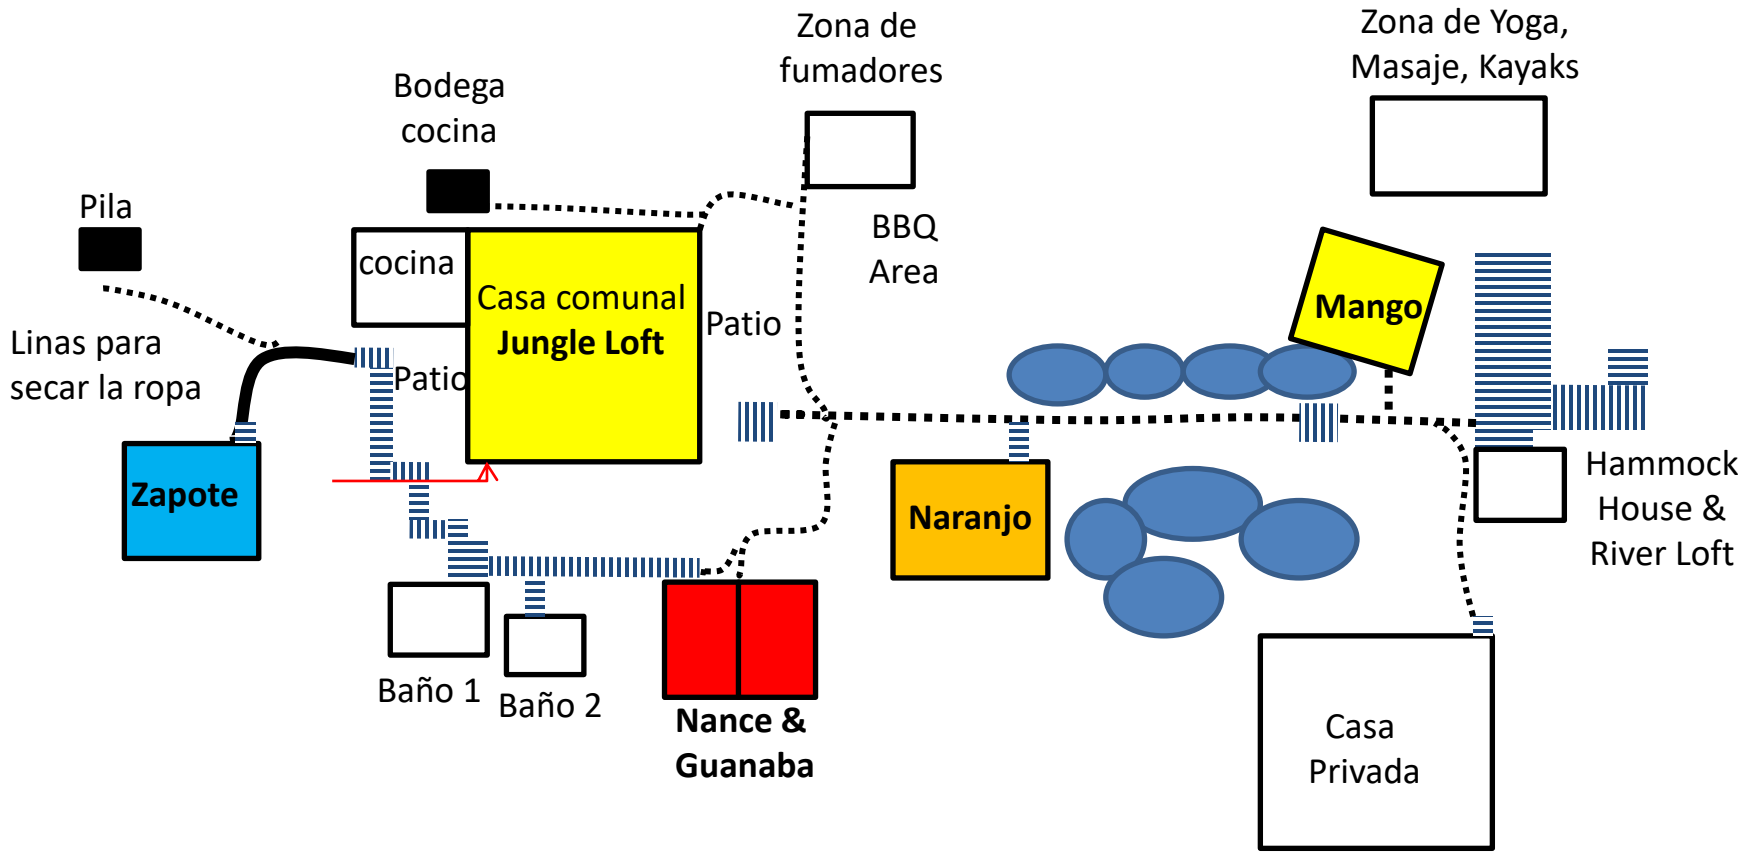 Zona de
fumadores
Zona de Yoga,
Masaje, Kayaks
Bodega
cocina
Pila
BBQ
Area
cocina
Casa comunal
Jungle Loft
Patio
Mango
Linas para
secar la ropa
Patio
Zapote
Naranjo
Hammock
House &
River Loft
Baño 1
Baño 2
Nance &
Guanaba
Casa
Privada